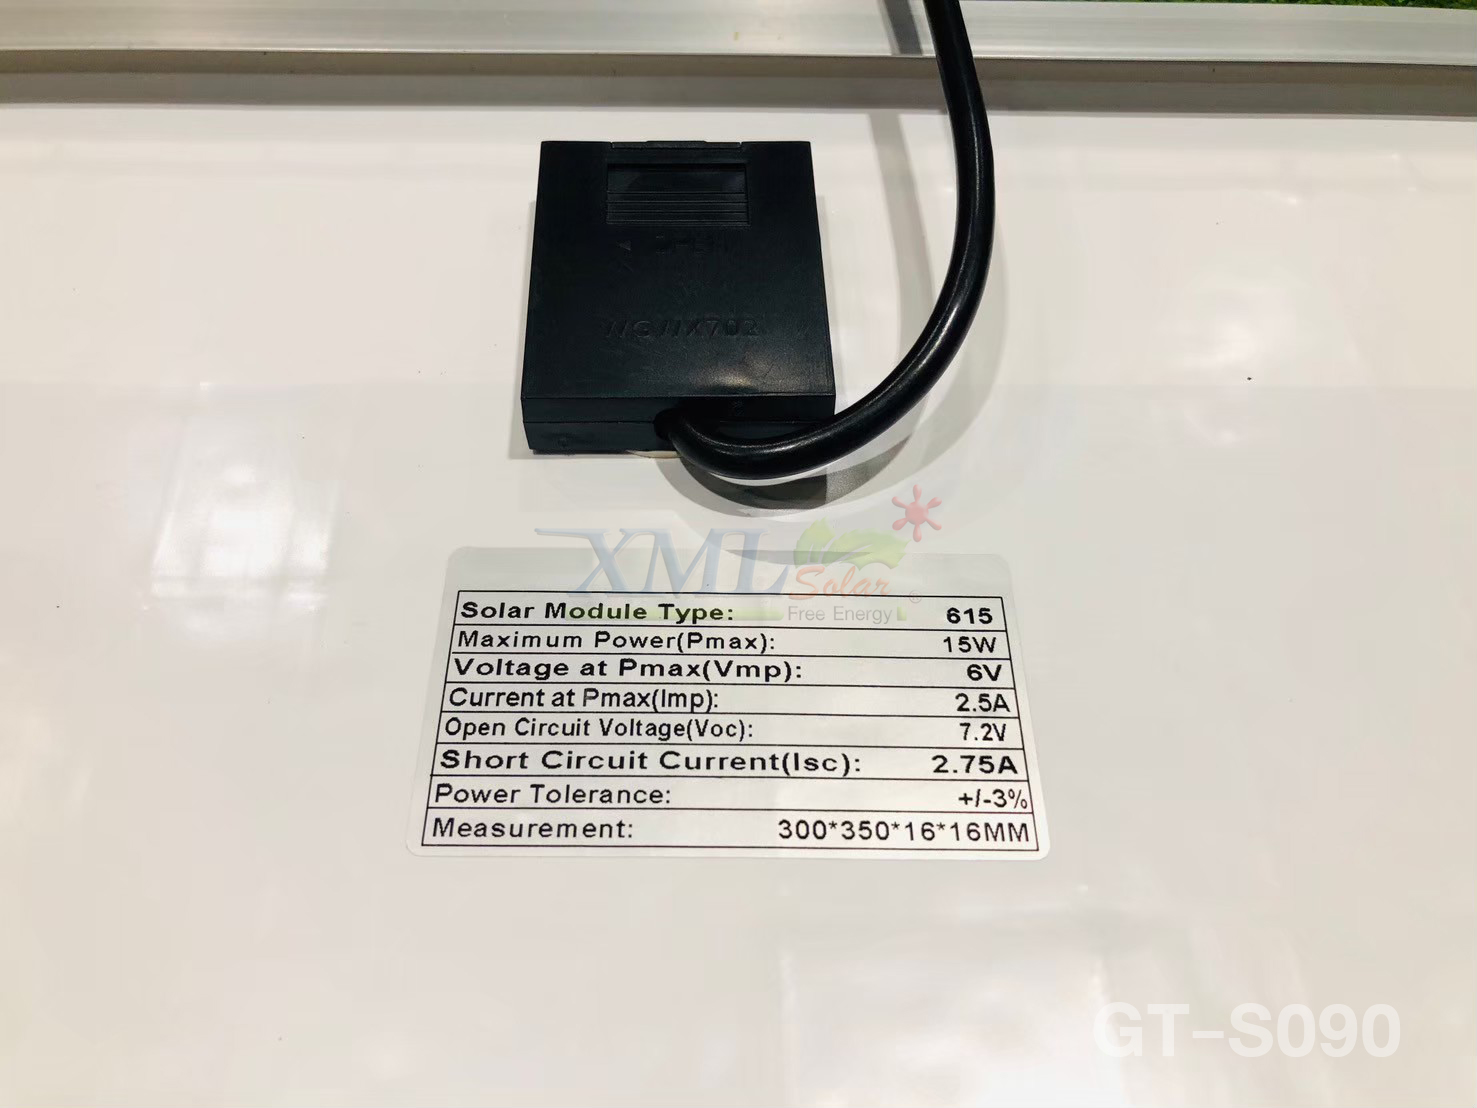 XML
Solar
Free Energy
Solar Module Type: 615
Maximum Power(Pmax): 15W
Voltage at Pmax(Vmp): 6V
Current at Pmax(Imp): 2.5A
Open Circuit Voltage(Voc): 7.2V
Short Circuit Current(Isc): 2.75A
Power Tolerance: +/-3%
Measurement: 300*350*16*16MM
GT-S090